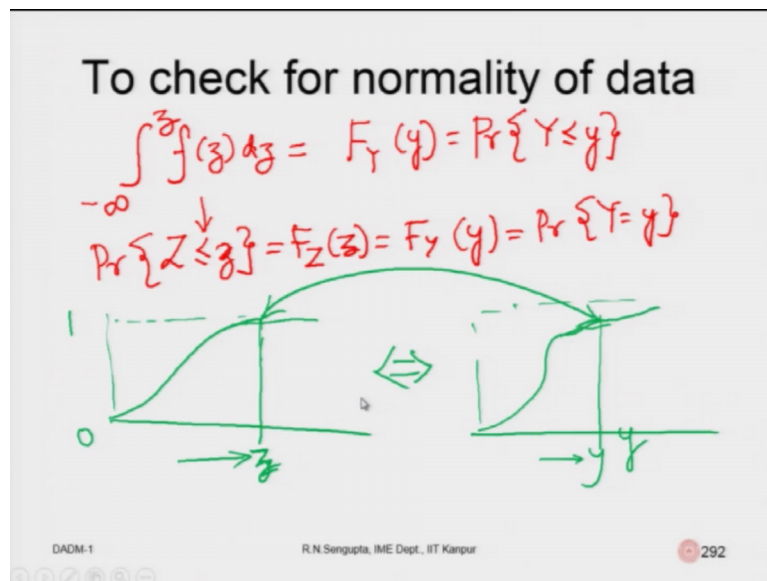 To check for normality of data
∫_{-∞}^{z} f(z) dz = F_Y (y) = Pr{Y ≤ y}
Pr{Z ≤ z} = F_Z(z) = F_Y (y) = Pr{Y = y}
1
0
z
y y
DADM-1 R.N.Sengupta, IME Dept., IIT Kanpur 292